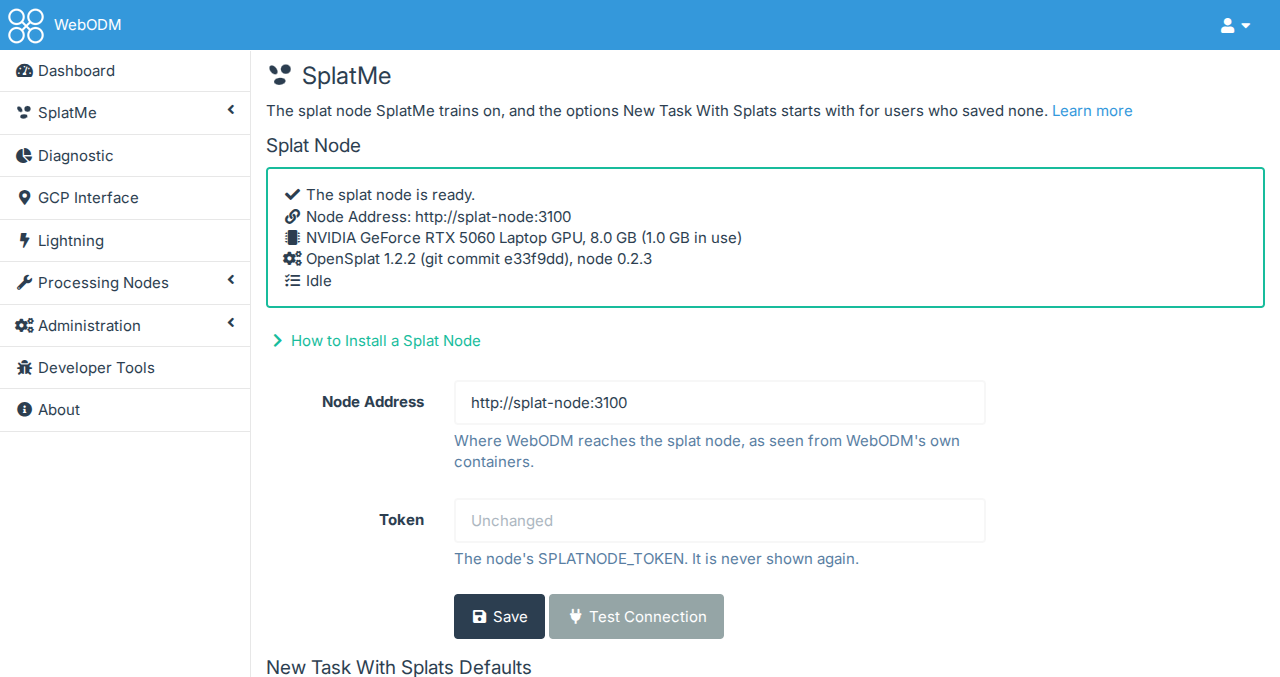 WebODM
Dashboard
SplatMe
Diagnostic
GCP Interface
Lightning
Processing Nodes
Administration
Developer Tools
About
SplatMe
The splat node SplatMe trains on, and the options New Task With Splats starts with for users who saved none. Learn more
Splat Node
The splat node is ready.
Node Address: http://splat-node:3100
NVIDIA GeForce RTX 5060 Laptop GPU, 8.0 GB (1.0 GB in use)
OpenSplat 1.2.2 (git commit e33f9dd), node 0.2.3
Idle
How to Install a Splat Node
Node Address
http://splat-node:3100
Where WebODM reaches the splat node, as seen from WebODM's own
containers.
Token
Unchanged
The node's SPLATNODE_TOKEN. It is never shown again.
Save
Test Connection
New Task With Splats Defaults